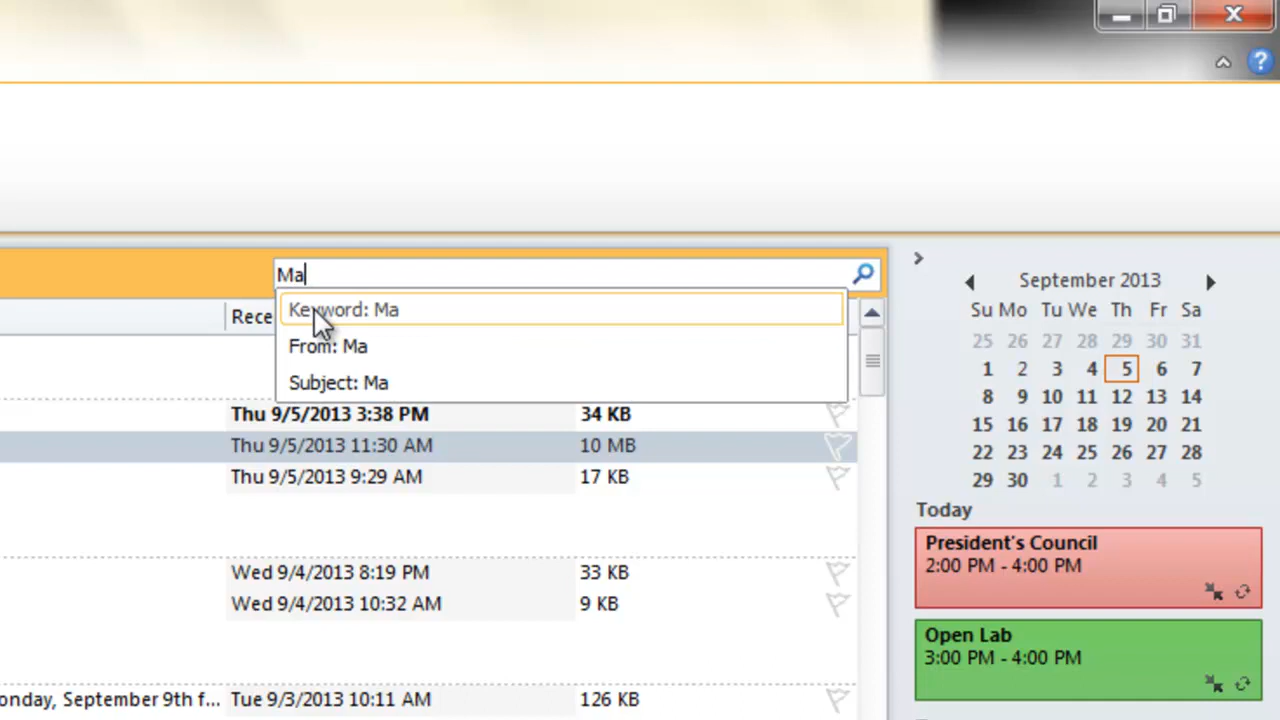 ?
Ma
Keyword: Ma
From: Ma
Subject: Ma
Rece
Thu 9/5/2013 3:38 PM 34 KB
Thu 9/5/2013 11:30 AM 10 MB
Thu 9/5/2013 9:29 AM 17 KB
Wed 9/4/2013 8:19 PM 33 KB
Wed 9/4/2013 10:32 AM 9 KB
onday, September 9th f... Tue 9/3/2013 10:11 AM 126 KB
September 2013
Su Mo Tu We Th Fr Sa
25 26 27 28 29 30 31
1 2 3 4 5 6 7
8 9 10 11 12 13 14
15 16 17 18 19 20 21
22 23 24 25 26 27 28
29 30 1 2 3 4 5
Today
President's Council
2:00 PM - 4:00 PM
Open Lab
3:00 PM - 4:00 PM